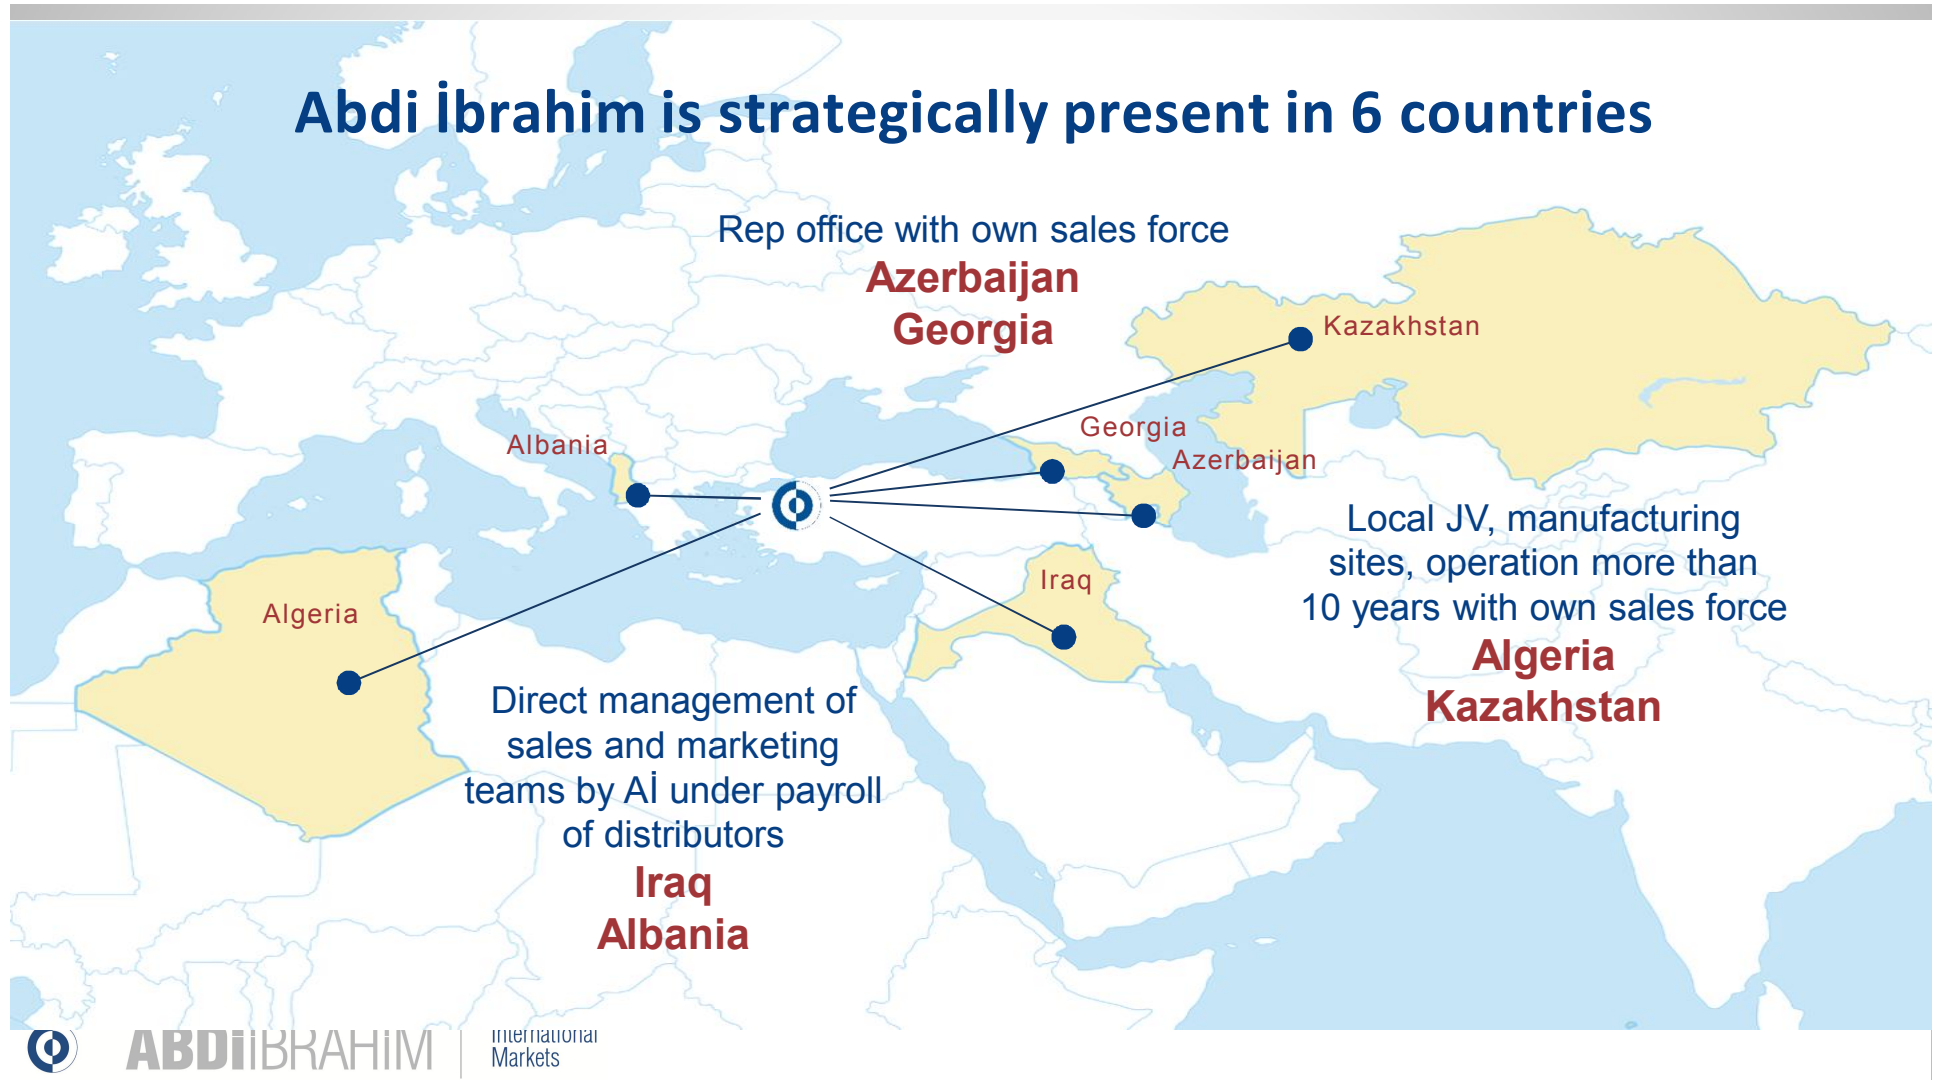 Abdi İbrahim is strategically present in 6 countries
Rep office with own sales force
Azerbaijan
Georgia
Kazakhstan
Georgia
Azerbaijan
Albania
Iraq
Algeria
Local JV, manufacturing
sites, operation more than
10 years with own sales force
Algeria
Kazakhstan
Direct management of
sales and marketing
teams by Aİ under payroll
of distributors
Iraq
Albania
ABDİİBRAHİM
International
Markets